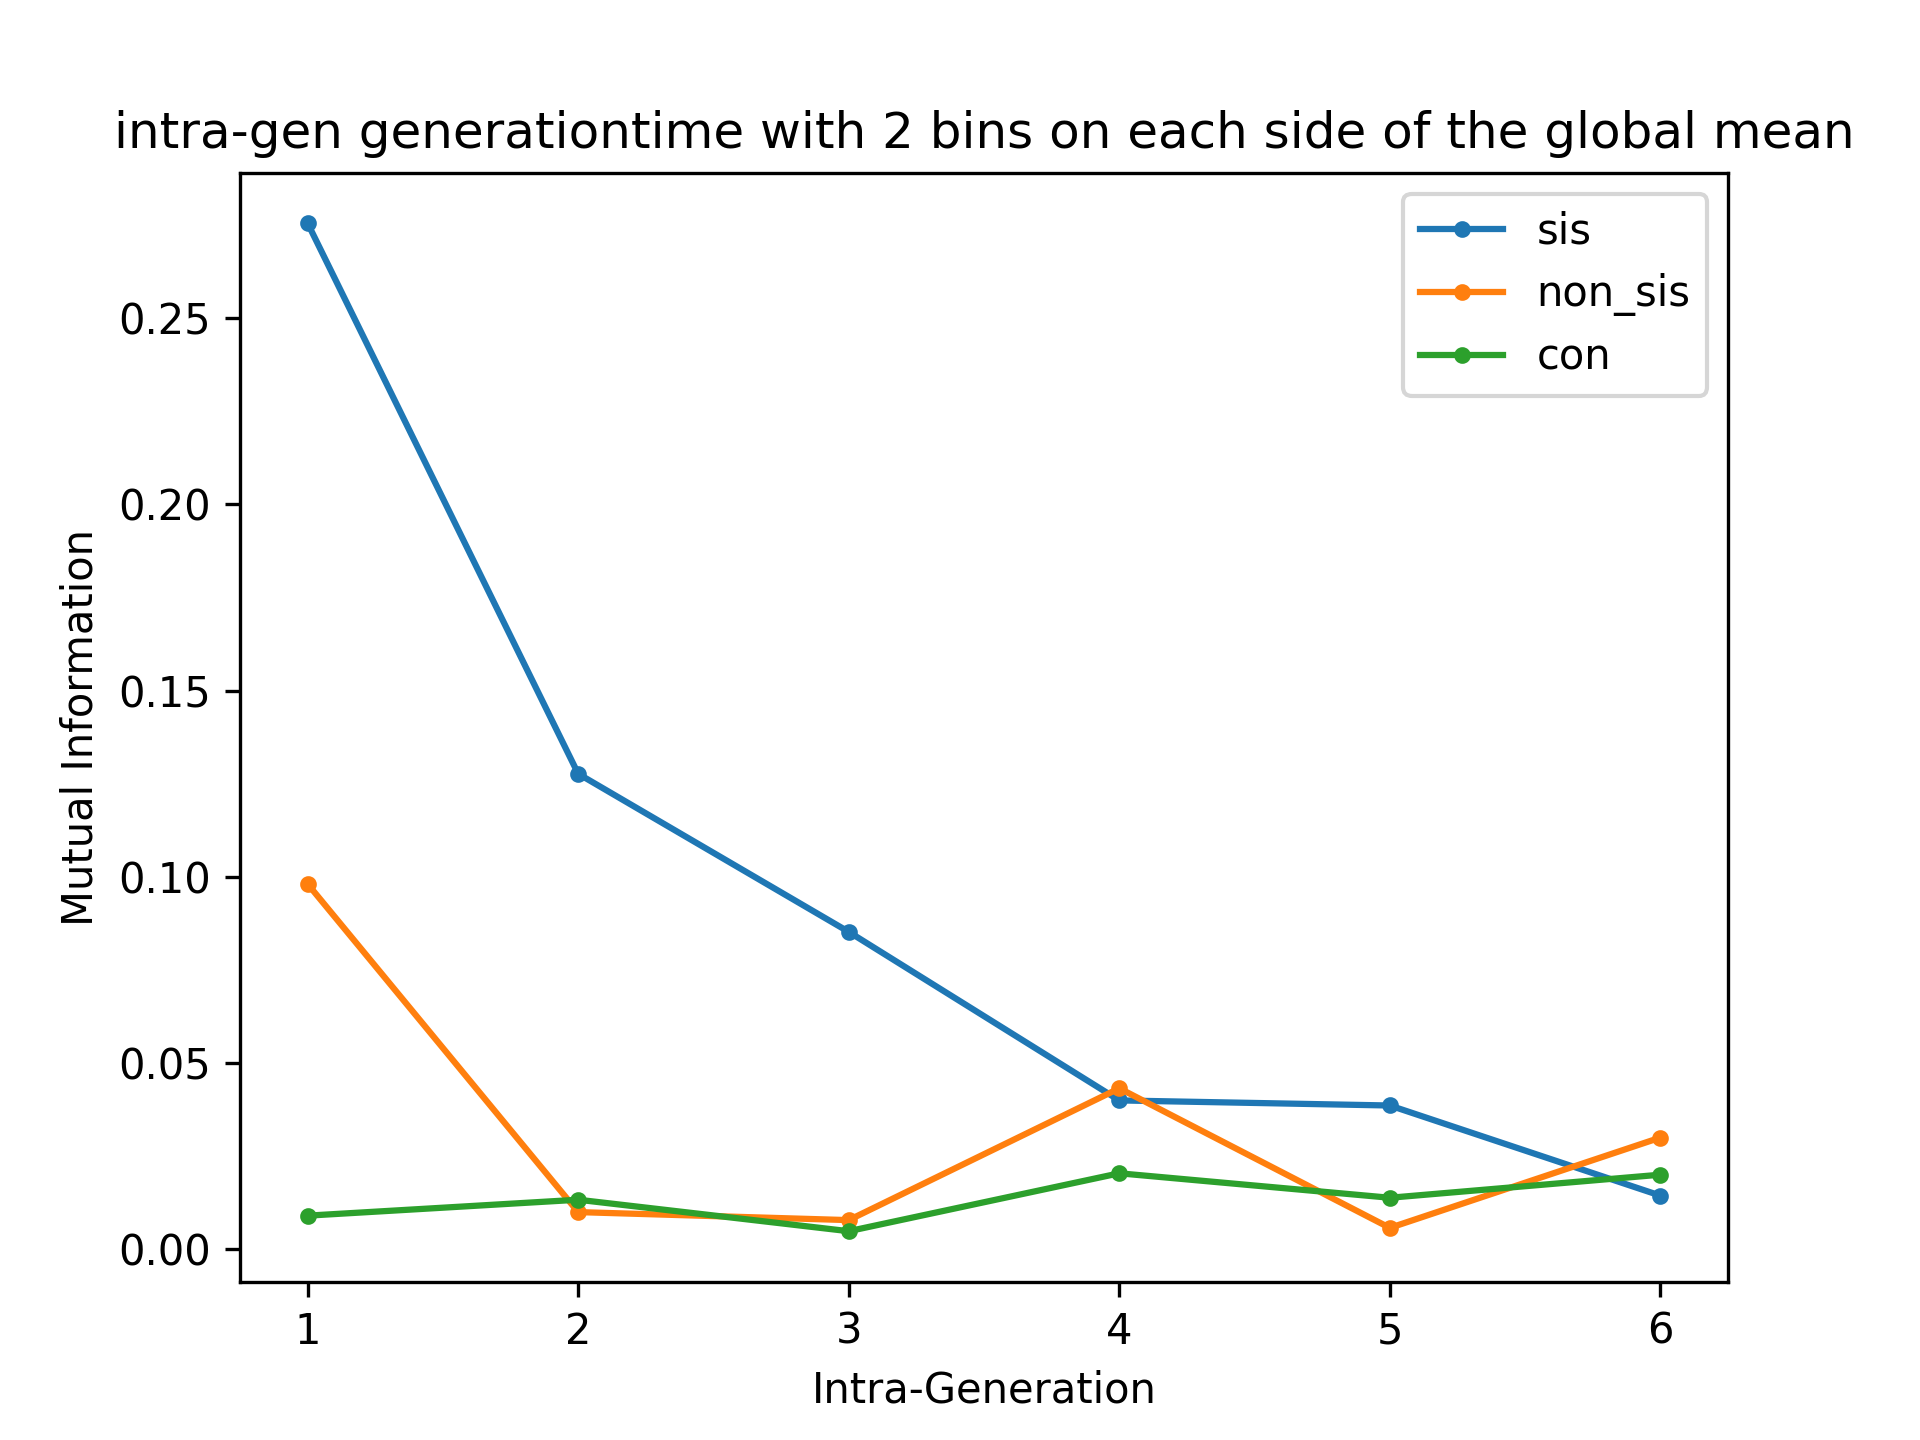 intra-gen generationtime with 2 bins on each side of the global mean
sis
non_sis
con
0.25
0.20
0.15
0.10
0.05
0.00
Mutual Information
1 2 3 4 5 6
Intra-Generation